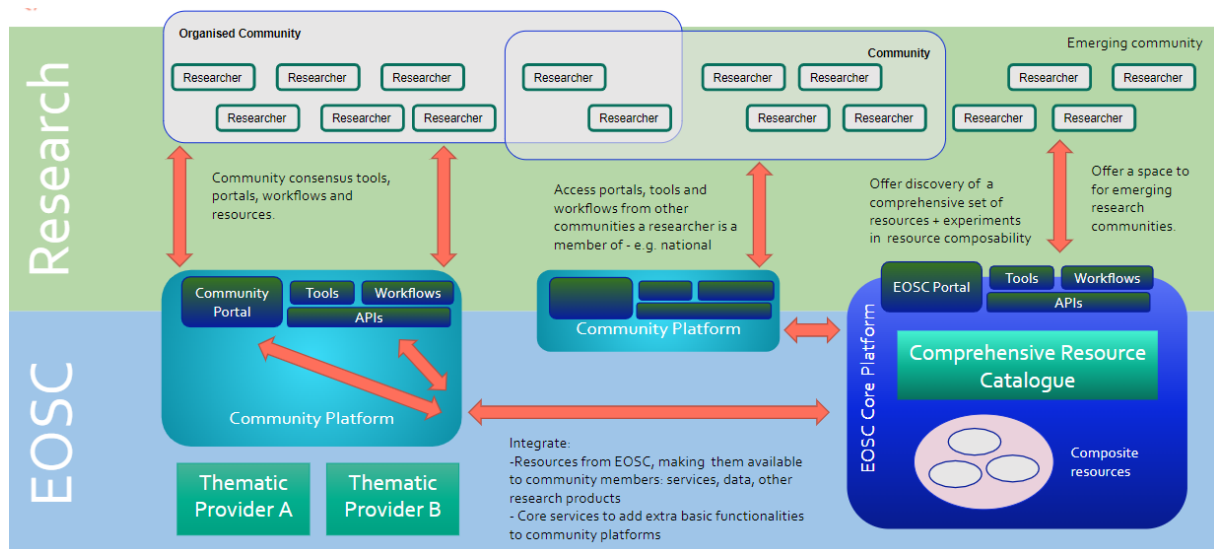 Research
Organised Community
Researcher
Researcher
Researcher
Researcher
Researcher
Researcher
Researcher
Researcher
Community
Researcher
Researcher
Researcher
Researcher
Emerging community
Researcher
Researcher
Researcher
Researcher
Community consensus tools,
portals, workflows and
resources.
Access portals, tools and
workflows from other
communities a researcher is a
member of - e.g. national
Offer discovery of a
comprehensive set of
resources + experiments
in resource composability
Offer a space to
for emerging
research
communities.
EOSC
Community
Portal
Tools
Workflows
APIs
Community Platform
Community Platform
EOSC Core Platform
EOSC Portal
Tools
Workflows
APIs
Comprehensive Resource
Catalogue
Composite
resources
Thematic
Provider A
Thematic
Provider B
Integrate:
-Resources from EOSC, making them available
to community members: services, data, other
research products
- Core services to add extra basic functionalities
to community platforms